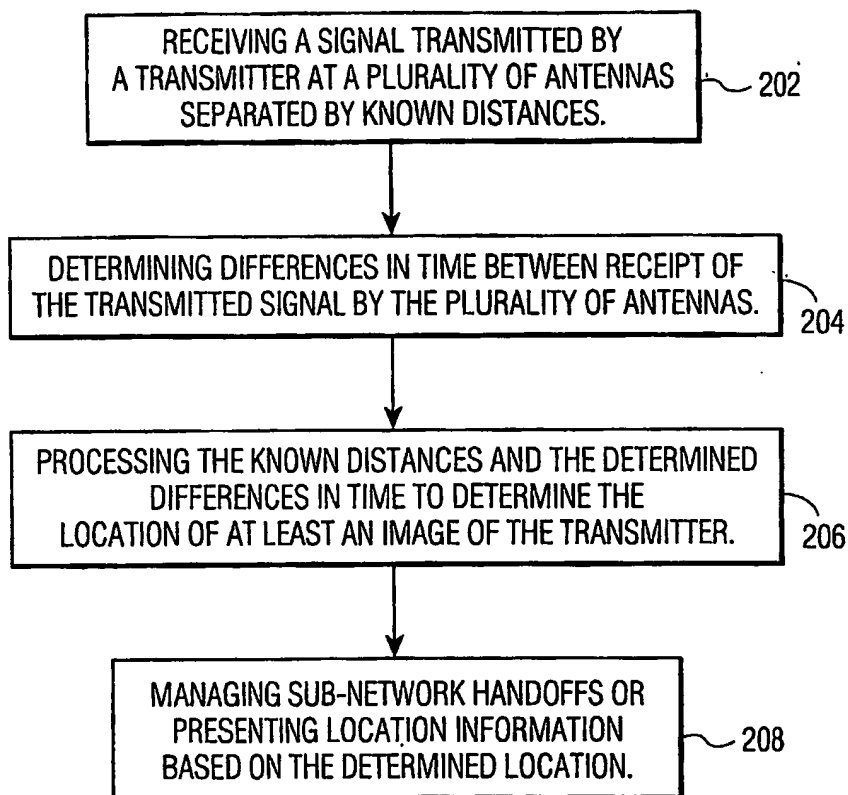 RECEIVING A SIGNAL TRANSMITTED BY
A TRANSMITTER AT A PLURALITY OF ANTENNAS
SEPARATED BY KNOWN DISTANCES.
202
DETERMINING DIFFERENCES IN TIME BETWEEN RECEIPT OF
THE TRANSMITTED SIGNAL BY THE PLURALITY OF ANTENNAS.
204
PROCESSING THE KNOWN DISTANCES AND THE DETERMINED
DIFFERENCES IN TIME TO DETERMINE THE
LOCATION OF AT LEAST AN IMAGE OF THE TRANSMITTER.
206
MANAGING SUB-NETWORK HANDOFFS OR
PRESENTING LOCATION INFORMATION
BASED ON THE DETERMINED LOCATION.
208